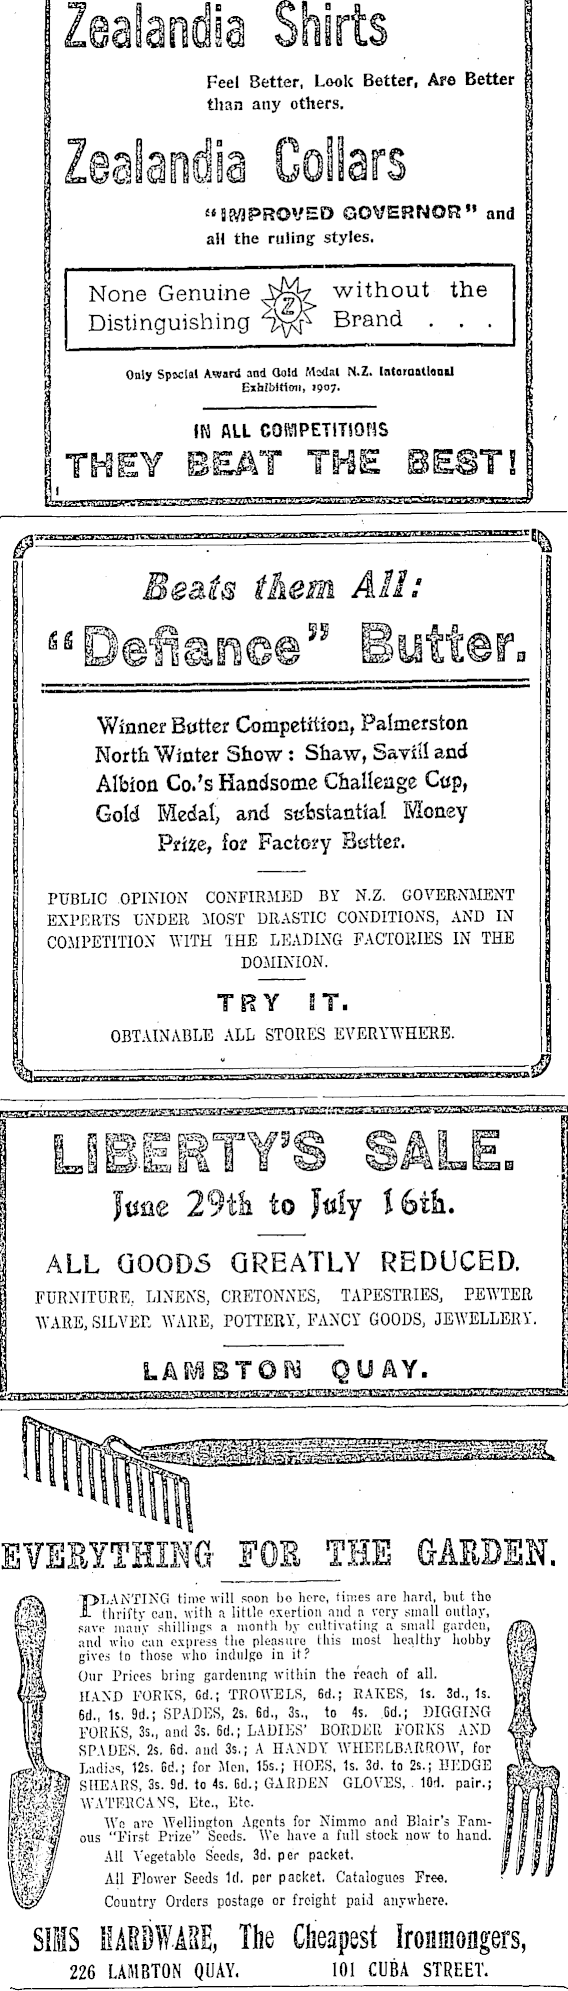 Zealandia Shirts
Feel Better, Look Better, Are Better
than any others.
Zealandia Collars
"IMPROVED GOVERNOR" and
all the ruling styles.
None Genuine without the
Distinguishing Z Brand . . .
Only Special Award and Gold Medal N.Z. International
Exhibition, 1907.
IN ALL COMPETITIONS
THEY BEAT THE BEST!
1
Beats them All:
"Defiance" Butter.
Winner Butter Competition, Palmerston
North Winter Show: Shaw, Savill and
Albion Co.'s Handsome Challenge Cup,
Gold Medal, and substantial Money
Prize, for Factory Butter.
PUBLIC OPINION CONFIRMED BY N.Z. GOVERNMENT
EXPERTS UNDER MOST DRASTIC CONDITIONS, AND IN
COMPETITION WITH THE LEADING FACTORIES IN THE
DOMINION.
TRY IT.
OBTAINABLE ALL STORES EVERYWHERE.
LIBERTY'S SALE.
June 29th to July 16th.
ALL GOODS GREATLY REDUCED.
FURNITURE, LINENS, CRETONNES, TAPESTRIES, PEWTER
WARE, SILVER WARE, POTTERY, FANCY GOODS, JEWELLERY.
LAMBTON QUAY.
EVERYTHING FOR THE GARDEN.
PLANTING time will soon be here, times are hard, but the
thrifty can, with a little exertion and a very small outlay,
save many shillings a month by cultivating a small garden,
and who can express the pleasure this most healthy hobby
gives to those who indulge in it?
Our Prices bring gardening within the reach of all.
HAND FORKS, 6d.; TROWELS, 6d.; RAKES, 1s. 3d., 1s.
6d., 1s. 9d.; SPADES, 2s. 6d., 3s., to 4s. 6d.; DIGGING
FORKS, 3s., and 3s. 6d.; LADIES' BORDER FORKS AND
SPADES, 2s. 6d. and 3s.; A HANDY WHEELBARROW, for
Ladies, 12s. 6d.; for Men, 15s.; HOES, 1s. 3d. to 2s.; HEDGE
SHEARS, 3s. 9d. to 4s. 6d.; GARDEN GLOVES, 10d. pair.;
WATERCANS, Etc., Etc.
We are Wellington Agents for Nimmo and Blair's Fam-
ous "First Prize" Seeds. We have a full stock now to hand.
All Vegetable Seeds, 3d. per packet.
All Flower Seeds 1d. per packet. Catalogues Free.
Country Orders postage or freight paid anywhere.
SIMS HARDWARE, The Cheapest Ironmongers,
226 LAMBTON QUAY. 101 CUBA STREET.